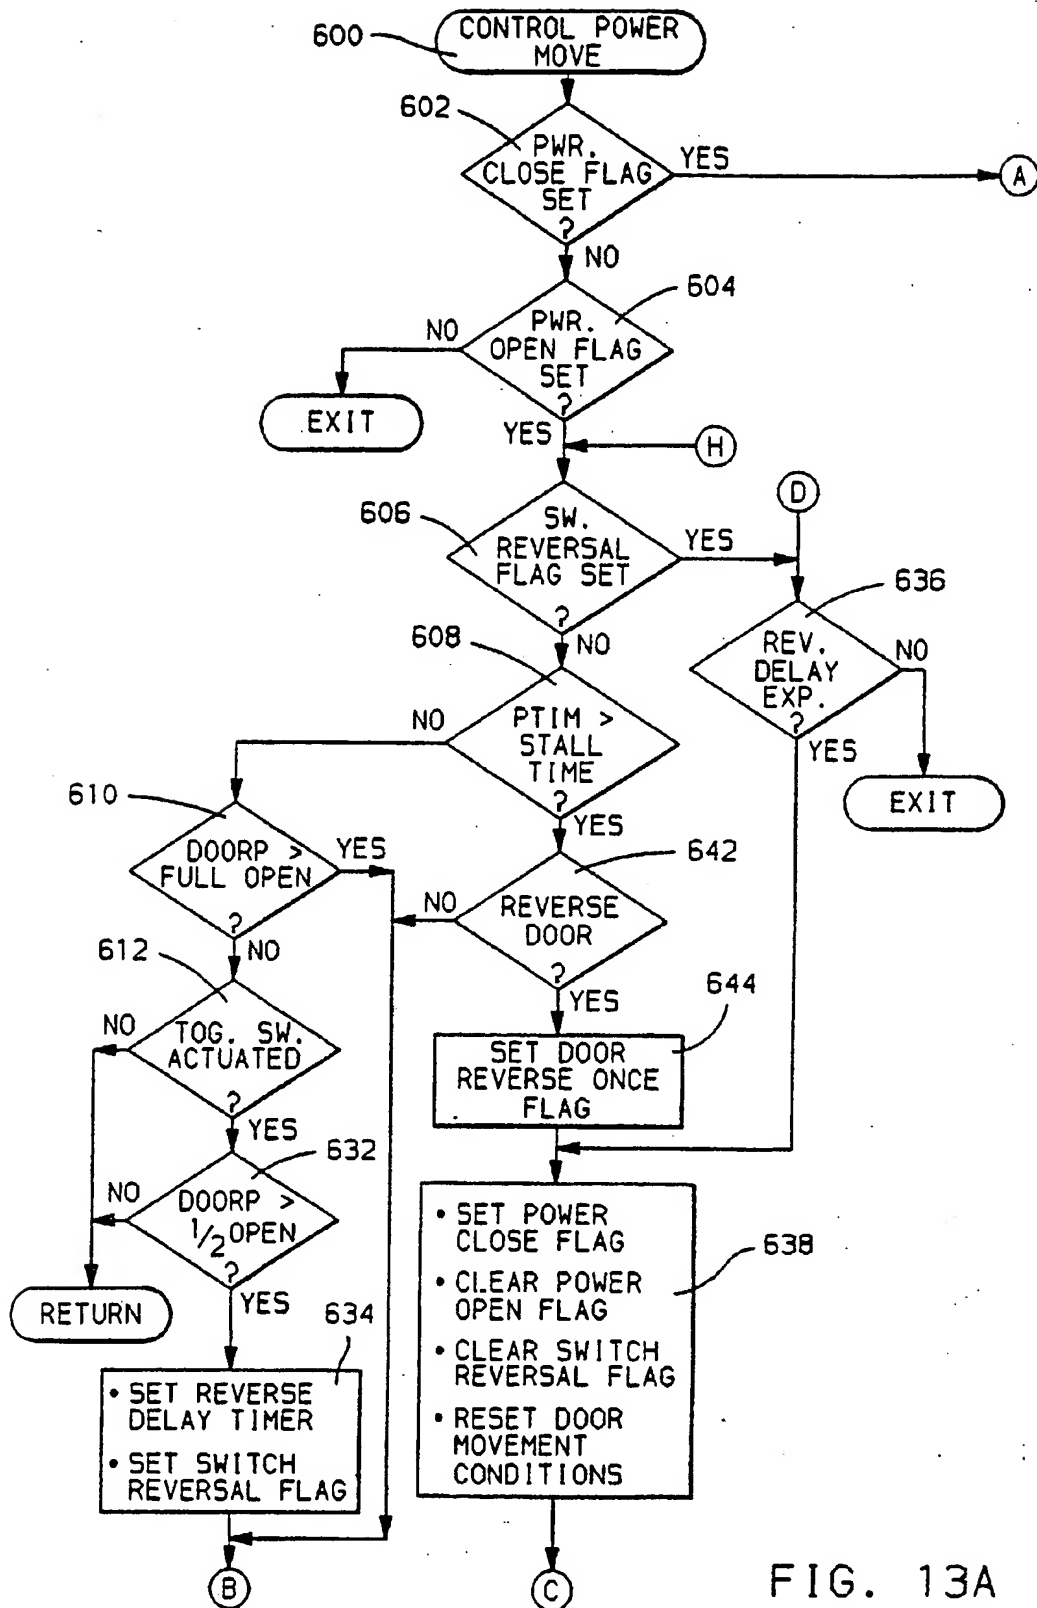 600
CONTROL POWER
MOVE
602
PWR.
CLOSE FLAG
SET
?
YES
A
NO
604
PWR.
OPEN FLAG
SET
?
NO
EXIT
YES
H
D
606
SW.
REVERSAL
FLAG SET
?
YES
636
REV.
DELAY
EXP.
?
NO
YES
EXIT
NO
608
PTIM >
STALL
TIME
?
NO
YES
610
DOORP >
FULL OPEN
?
YES
NO
642
REVERSE
DOOR
?
NO
YES
612
TOG. SW.
ACTUATED
?
NO
YES
644
SET DOOR
REVERSE ONCE
FLAG
632
DOORP >
1/2 OPEN
?
NO
YES
RETURN
634
• SET REVERSE
DELAY TIMER
• SET SWITCH
REVERSAL FLAG
638
• SET POWER
CLOSE FLAG
• CLEAR POWER
OPEN FLAG
• CLEAR SWITCH
REVERSAL FLAG
• RESET DOOR
MOVEMENT
CONDITIONS
B
C
FIG. 13A